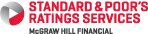 STANDARD & POOR'S
RATINGS SERVICES
McGRAW HILL FINANCIAL